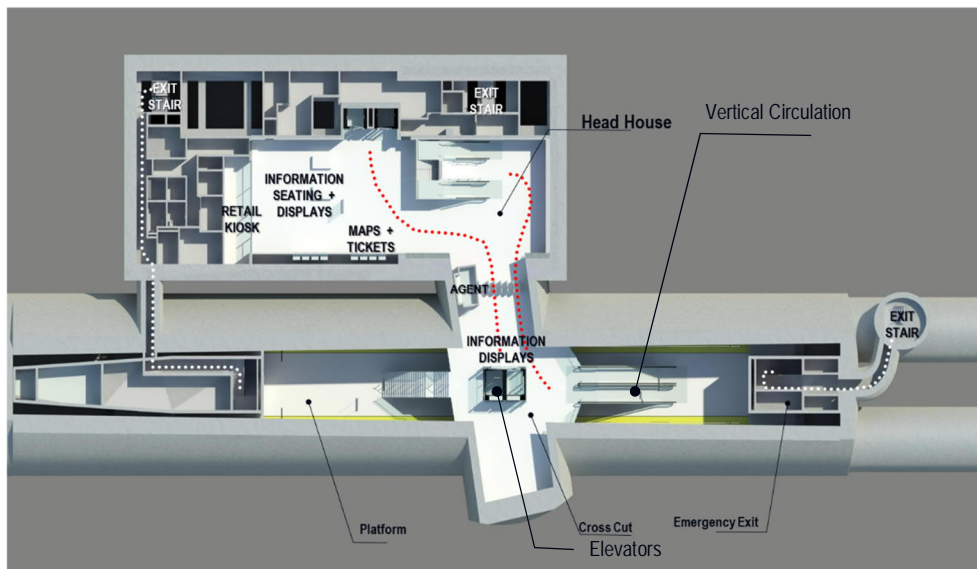 EXIT
STAIR
EXIT
STAIR
Head House
Vertical Circulation
INFORMATION
SEATING +
DISPLAYS
RETAIL
KIOSK
MAPS +
TICKETS
AGENT
INFORMATION
DISPLAYS
EXIT
STAIR
Platform
Cross Cut
Emergency Exit
Elevators